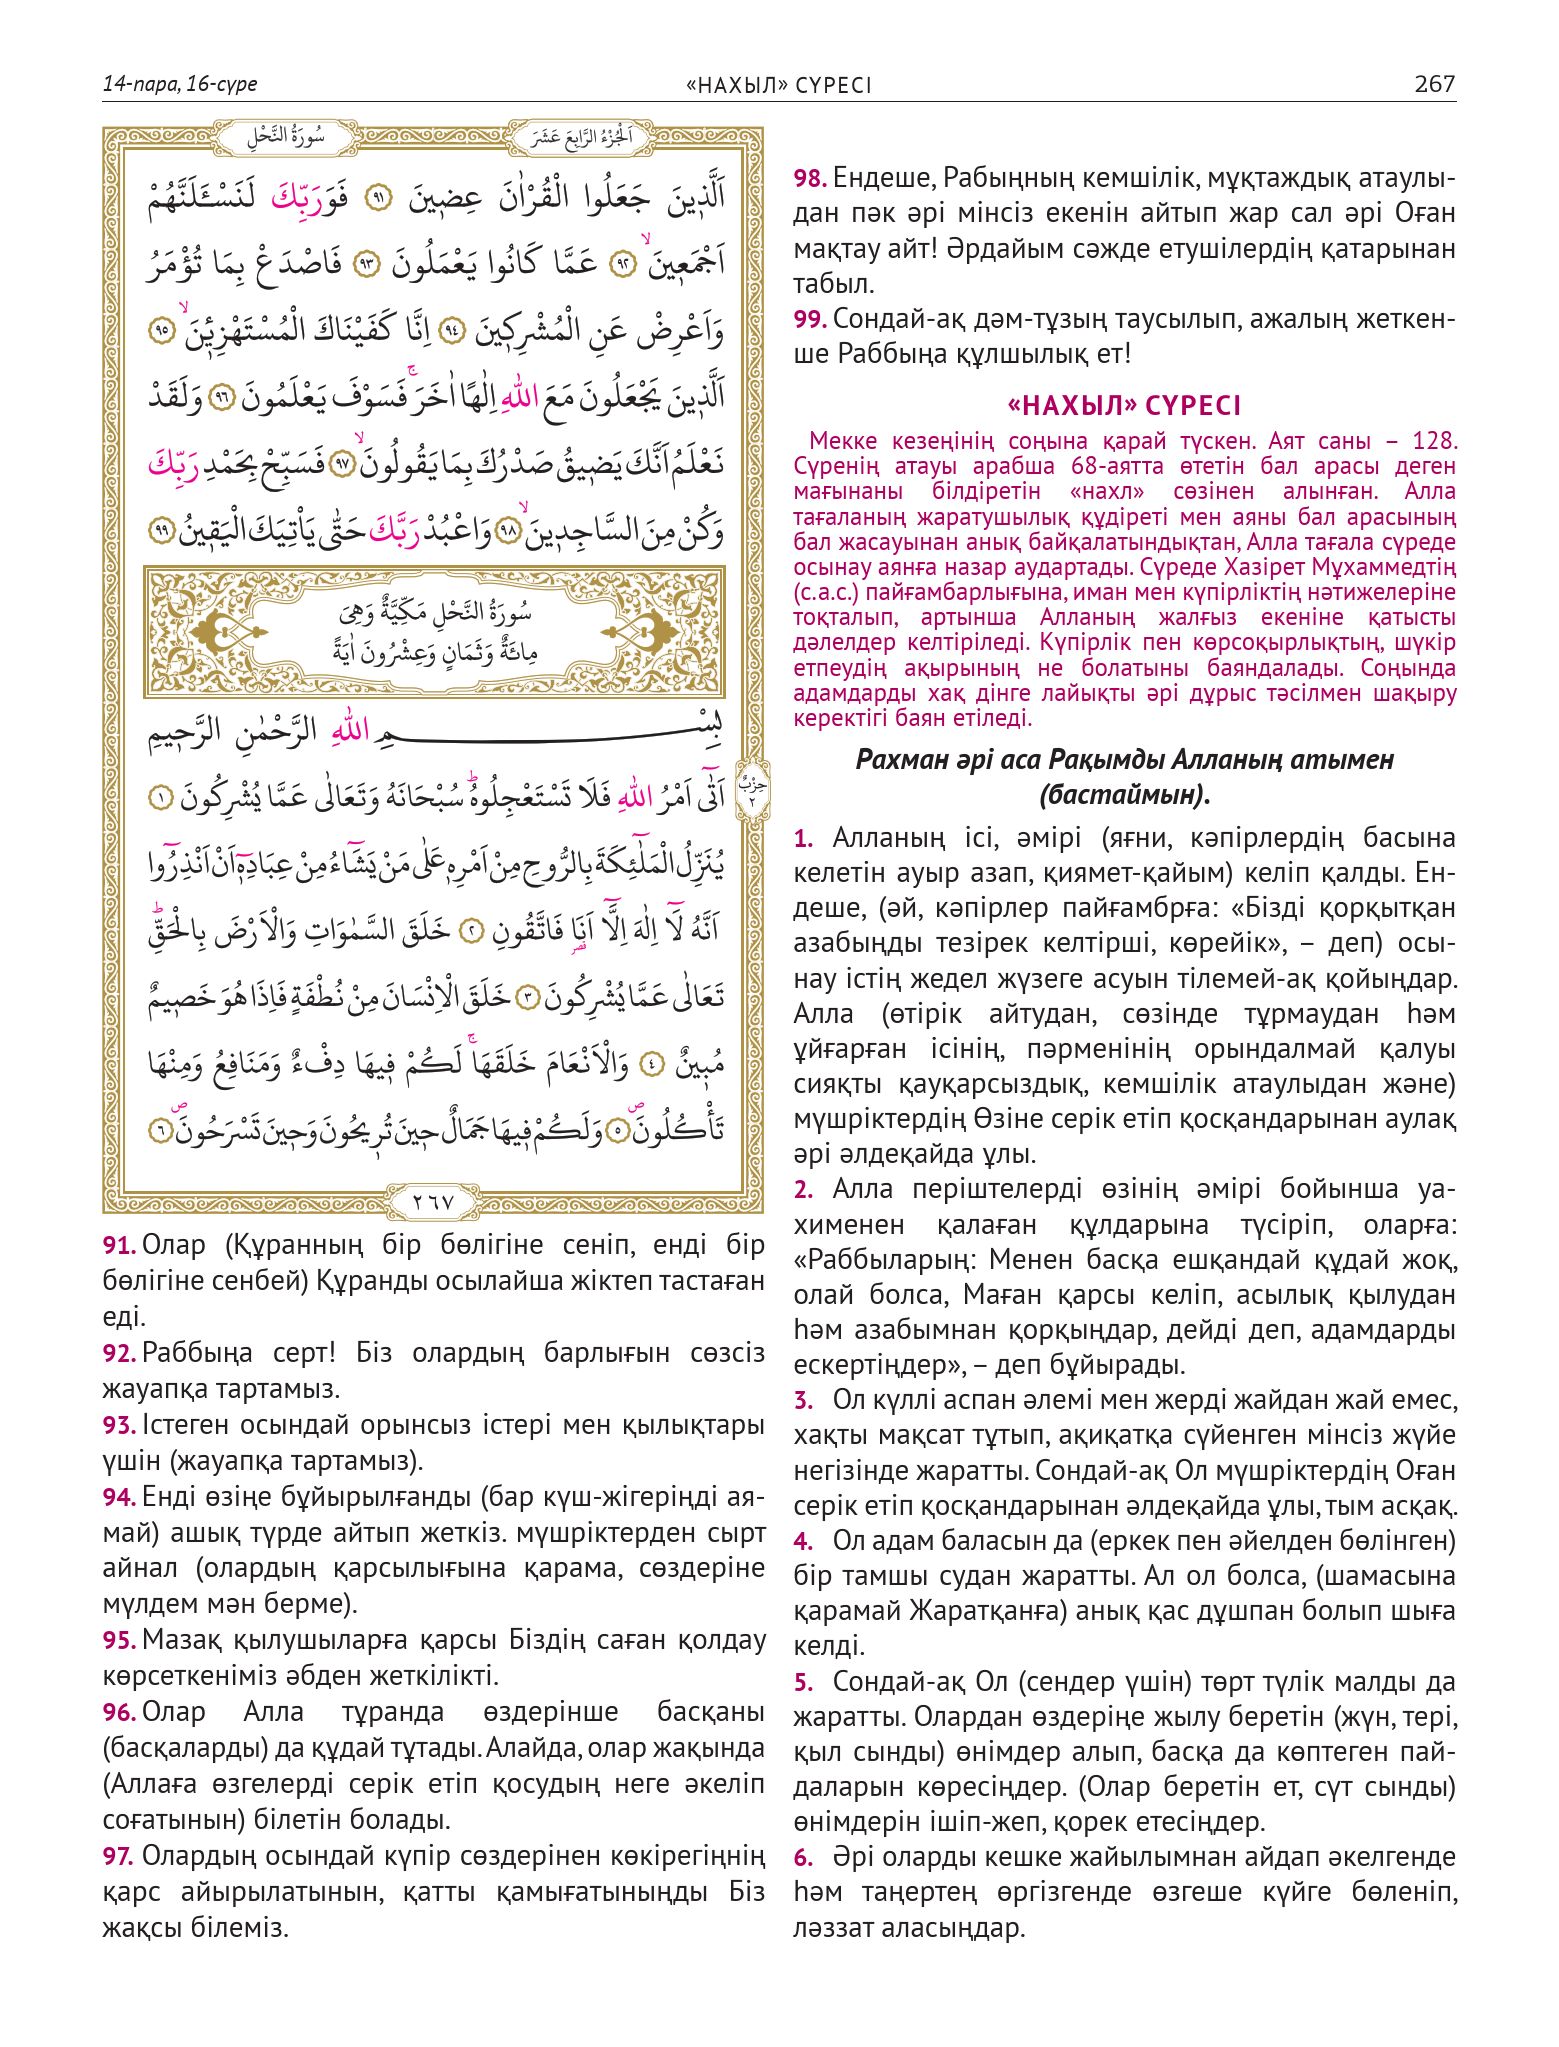 14-пара, 16-сүре
«НАХЫЛ» СҮРЕСІ
267
سُورَةُ النَّحْلِ
اَلْجُزْءُ الرَّابِعَ عَشَرَ
اَلَّذ۪ينَ جَعَلُوا الْقُرْاٰنَ عِض۪ينَ ﴿٩١﴾ فَوَرَبِّكَ لَنَسْـَٔلَنَّهُمْ
اَجْمَع۪ينَۙ ﴿٩٢﴾ عَمَّا كَانُوا يَعْمَلُونَ ﴿٩٣﴾ فَاصْدَعْ بِمَا تُؤْمَرُ
وَاَعْرِضْ عَنِ الْمُشْرِك۪ينَ ﴿٩٤﴾ اِنَّا كَفَيْنَاكَ الْمُسْتَهْزِء۪ينَۙ ﴿٩٥﴾
اَلَّذ۪ينَ يَجْعَلُونَ مَعَ اللّٰهِ اِلٰهًا اٰخَرَۚ فَسَوْفَ يَعْلَمُونَ ﴿٩٦﴾ وَلَقَدْ
نَعْلَمُ اَنَّكَ يَض۪يقُ صَدْرُكَ بِمَا يَقُولُونَۙ ﴿٩٧﴾ فَسَبِّحْ بِحَمْدِ رَبِّكَ
وَكُنْ مِنَ السَّاجِد۪ينَۙ ﴿٩٨﴾ وَاعْبُدْ رَبَّكَ حَتّٰى يَاْتِيَكَ الْيَق۪ينُ ﴿٩٩﴾
سُورَةُ النَّحْلِ مَكِّيَّةٌ وَهِىَ
مِائَةٌ وَثَمَانٍ وَعِشْرُونَ اٰيَةً
بِسْمِ اللّٰهِ الرَّحْمٰنِ الرَّح۪يمِ
اَتٰٓى اَمْرُ اللّٰهِ فَلَا تَسْتَعْجِلُوهُۜ سُبْحَانَهُ وَتَعَالٰى عَمَّا يُشْرِكُونَ ﴿١﴾
حِزْبٌ
٢
يُنَزِّلُ الْمَلٰٓئِكَةَ بِالرُّوحِ مِنْ اَمْرِه۪ عَلٰى مَنْ يَشَٓاءُ مِنْ عِبَادِه۪ٓ اَنْ اَنْذِرُٓوا
اَنَّهُ لَٓا اِلٰهَ اِلَّٓا اَنَا۬ فَاتَّقُونِ ﴿٢﴾ خَلَقَ السَّمٰوَاتِ وَالْاَرْضَ بِالْحَقِّۜ
تَعَالٰى عَمَّا يُشْرِكُونَ ﴿٣﴾ خَلَقَ الْاِنْسَانَ مِنْ نُطْفَةٍ فَاِذَا هُوَ خَص۪يمٌ
مُب۪ينٌ ﴿٤﴾ وَالْاَنْعَامَ خَلَقَهَاۚ لَكُمْ ف۪يهَا دِفْءٌ وَمَنَافِعُ وَمِنْهَا
تَأْكُلُونَۖ ﴿٥﴾ وَلَكُمْ ف۪يهَا جَمَالٌ ح۪ينَ تُر۪يحُونَ وَح۪ينَ تَسْرَحُونَۖ ﴿٦﴾
٢٦٧
91. Олар (Құранның бір бөлігіне сеніп, енді бір
бөлігіне сенбей) Құранды осылайша жіктеп тастаған
еді.
92. Раббыңа серт! Біз олардың барлығын сөзсіз
жауапқа тартамыз.
93. Істеген осындай орынсыз істері мен қылықтары
үшін (жауапқа тартамыз).
94. Енді өзіңе бұйырылғанды (бар күш-жігеріңді ая-
май) ашық түрде айтып жеткіз. мүшріктерден сырт
айнал (олардың қарсылығына қарама, сөздеріне
мүлдем мән берме).
95. Мазақ қылушыларға қарсы Біздің саған қолдау
көрсеткеніміз әбден жеткілікті.
96. Олар Алла тұранда өздерінше басқаны
(басқаларды) да құдай тұтады. Алайда, олар жақында
(Аллаға өзгелерді серік етіп қосудың неге әкеліп
соғатынын) білетін болады.
97. Олардың осындай күпір сөздерінен көкірегіңнің
қарс айырылатынын, қатты қамығатыныңды Біз
жақсы білеміз.
98. Ендеше, Рабыңның кемшілік, мұқтаждық атаулы-
дан пәк әрі мінсіз екенін айтып жар сал әрі Оған
мақтау айт! Әрдайым сәжде етушілердің қатарынан
табыл.
99. Сондай-ақ дәм-тұзың таусылып, ажалың жеткен-
ше Раббыңа құлшылық ет!
«НАХЫЛ» СҮРЕСІ
Мекке кезеңінің соңына қарай түскен. Аят саны – 128.
Сүренің атауы арабша 68-аятта өтетін бал арасы деген
мағынаны білдіретін «нахл» сөзінен алынған. Алла
тағаланың жаратушылық құдіреті мен аяны бал арасының
бал жасауынан анық байқалатындықтан, Алла тағала сүреде
осынау аянға назар аудартады. Сүреде Хазірет Мұхаммедтің
(с.а.с.) пайғамбарлығына, иман мен күпірліктің нәтижелеріне
тоқталып, артынша Алланың жалғыз екеніне қатысты
дәлелдер келтіріледі. Күпірлік пен көрсоқырлықтың, шүкір
етпеудің ақырының не болатыны баяндалады. Соңында
адамдарды хақ дінге лайықты әрі дұрыс тәсілмен шақыру
керектігі баян етіледі.
Рахман әрі аса Рақымды Алланың атымен
(бастаймын).
1. Алланың ісі, әмірі (яғни, кәпірлердің басына
келетін ауыр азап, қиямет-қайым) келіп қалды. Ен-
деше, (әй, кәпірлер пайғамбрға: «Бізді қорқытқан
азабыңды тезірек келтірші, көрейік», – деп) осы-
нау істің жедел жүзеге асуын тілемей-ақ қойыңдар.
Алла (өтірік айтудан, сөзінде тұрмаудан һәм
ұйғарған ісінің, пәрменінің орындалмай қалуы
сияқты қауқарсыздық, кемшілік атаулыдан және)
мүшріктердің Өзіне серік етіп қосқандарынан аулақ
әрі әлдеқайда ұлы.
2. Алла періштелерді өзінің әмірі бойынша уа-
хименен қалаған құлдарына түсіріп, оларға:
«Раббыларың: Менен басқа ешқандай құдай жоқ,
олай болса, Маған қарсы келіп, асылық қылудан
һәм азабымнан қорқыңдар, дейді деп, адамдарды
ескертіңдер», – деп бұйырады.
3. Ол күллі аспан әлемі мен жерді жайдан жай емес,
хақты мақсат тұтып, ақиқатқа сүйенген мінсіз жүйе
негізінде жаратты. Сондай-ақ Ол мүшріктердің Оған
серік етіп қосқандарынан әлдеқайда ұлы, тым асқақ.
4. Ол адам баласын да (еркек пен әйелден бөлінген)
бір тамшы судан жаратты. Ал ол болса, (шамасына
қарамай Жаратқанға) анық қас дұшпан болып шыға
келді.
5. Сондай-ақ Ол (сендер үшін) төрт түлік малды да
жаратты. Олардан өздеріңе жылу беретін (жүн, тері,
қыл сынды) өнімдер алып, басқа да көптеген пай-
даларын көресіңдер. (Олар беретін ет, сүт сынды)
өнімдерін ішіп-жеп, қорек етесіңдер.
6. Әрі оларды кешке жайылымнан айдап әкелгенде
һәм таңертең өргізгенде өзгеше күйге бөленіп,
ләззат аласыңдар.